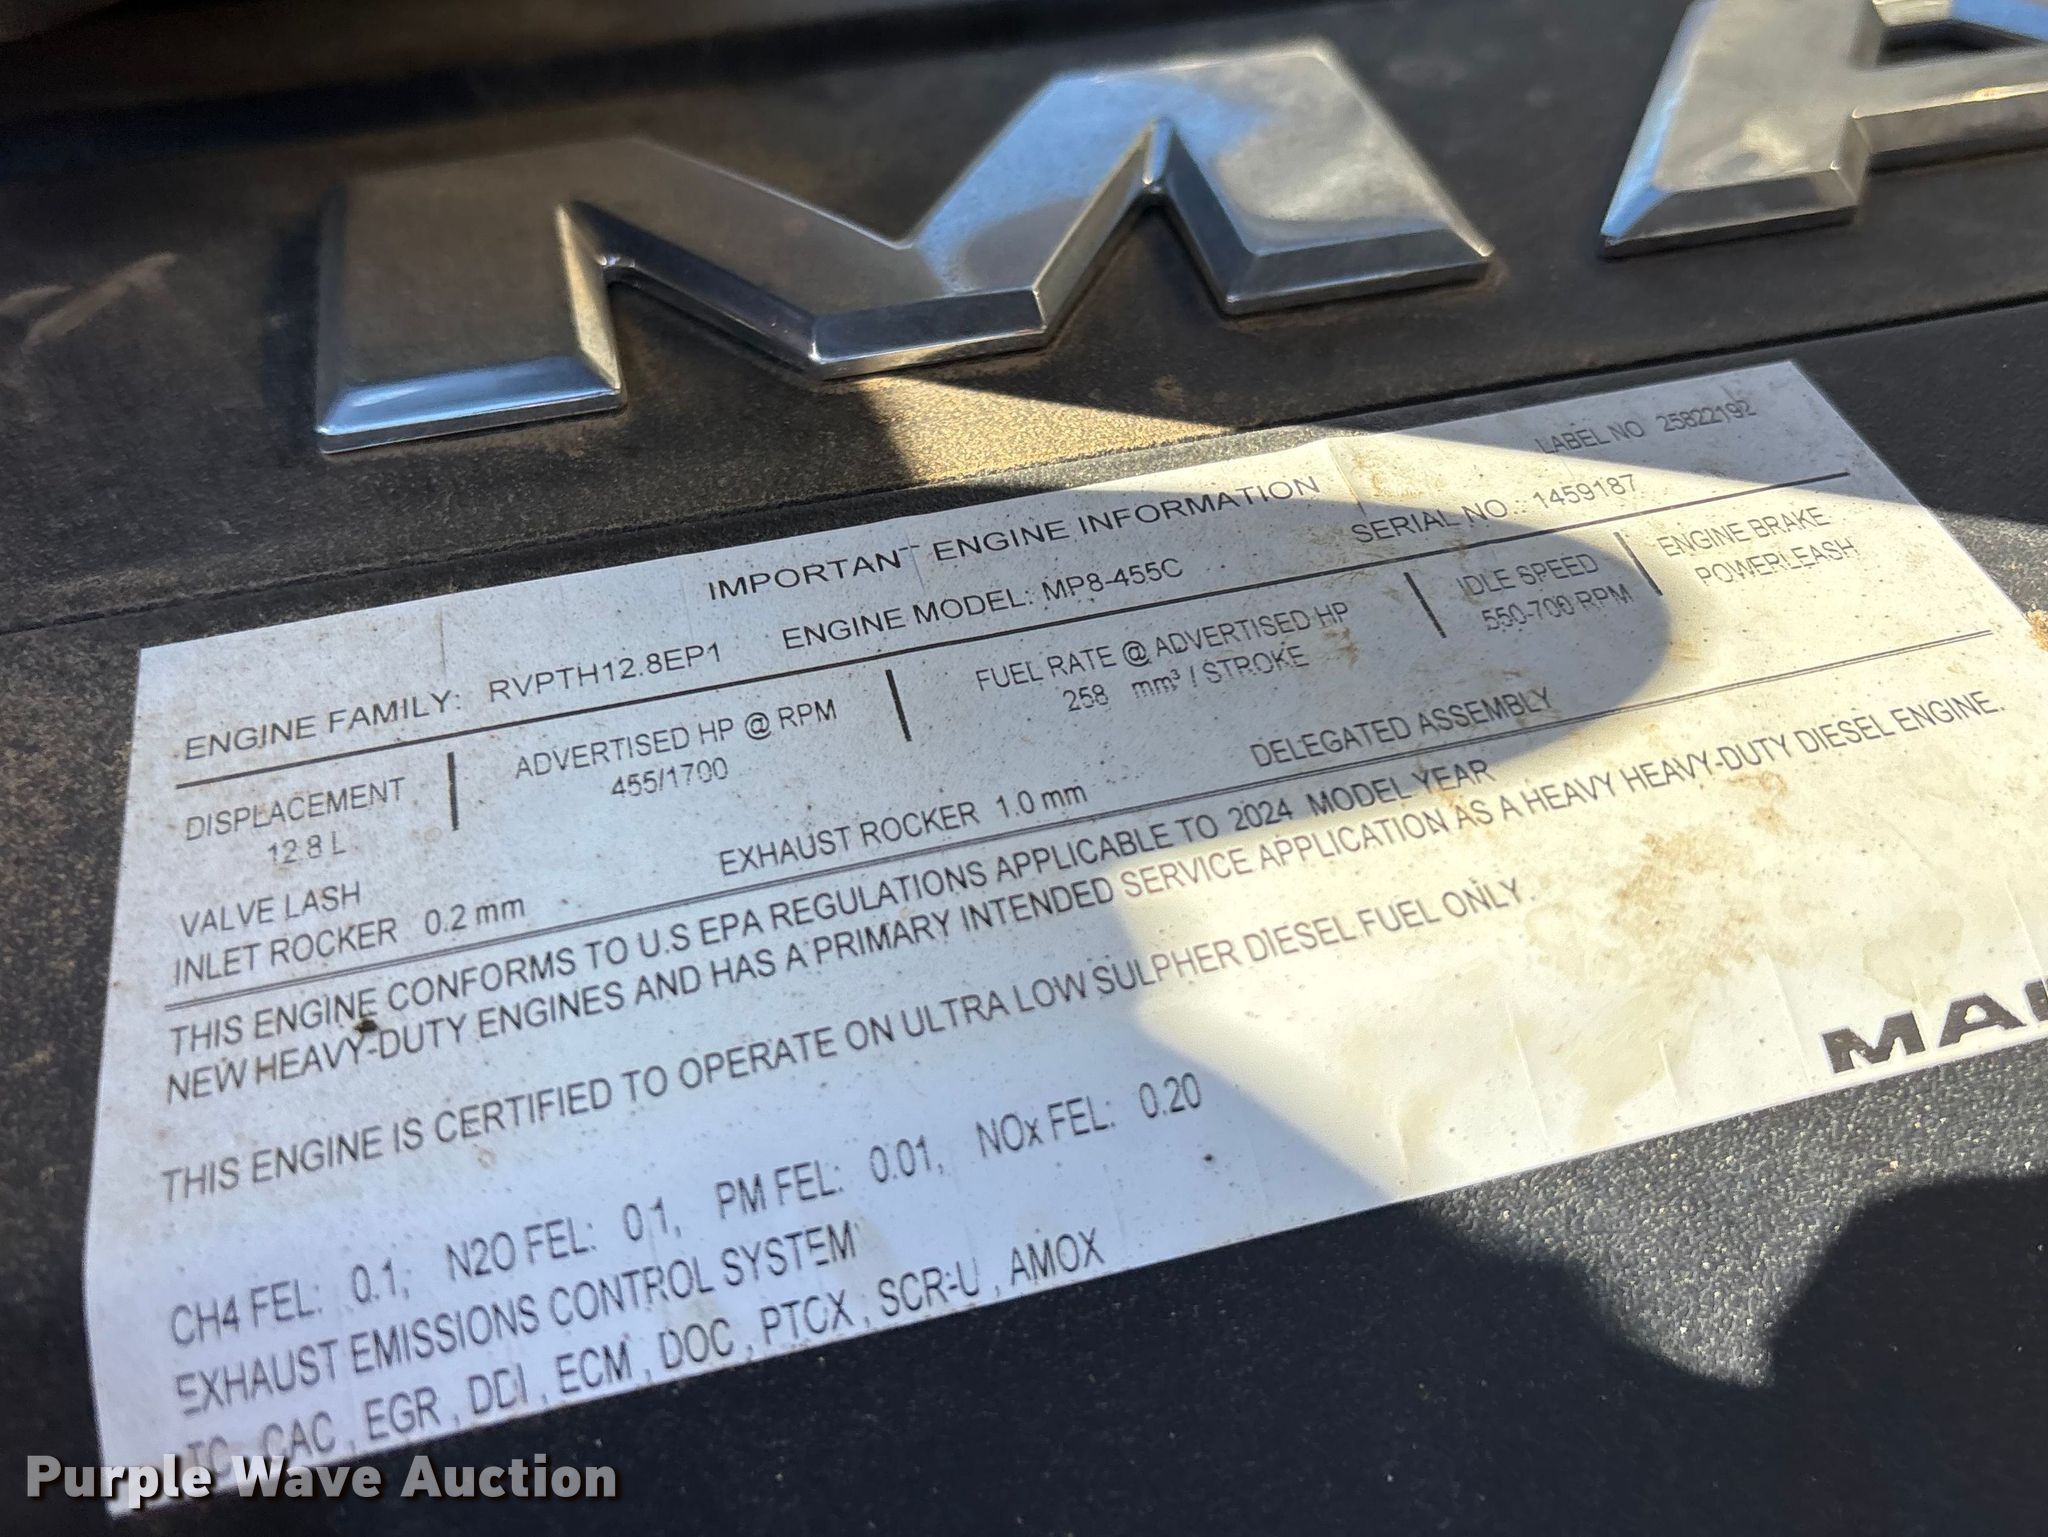 MA
LABEL NO 25822192
IMPORTANT ENGINE INFORMATION
ENGINE FAMILY: RVPTH12.8EP1 ENGINE MODEL: MP8-455C SERIAL NO.: 1459187
DISPLACEMENT ADVERTISED HP @ RPM FUEL RATE @ ADVERTISED HP IDLE SPEED ENGINE BRAKE
12.8 L 455/1700 258 mm³ / STROKE 550-700 RPM POWERLEASH
VALVE LASH
INLET ROCKER 0.2 mm EXHAUST ROCKER 1.0 mm DELEGATED ASSEMBLY
THIS ENGINE CONFORMS TO U.S EPA REGULATIONS APPLICABLE TO 2024 MODEL YEAR
NEW HEAVY-DUTY ENGINES AND HAS A PRIMARY INTENDED SERVICE APPLICATION AS A HEAVY HEAVY-DUTY DIESEL ENGINE.
THIS ENGINE IS CERTIFIED TO OPERATE ON ULTRA LOW SULPHER DIESEL FUEL ONLY.
CH4 FEL: 0.1, N2O FEL: 0.1, PM FEL: 0.01, NOx FEL: 0.20
EXHAUST EMISSIONS CONTROL SYSTEM
TC, CAC, EGR, DDI, ECM, DOC, PTCX, SCR-U, AMOX
MA
Purple Wave Auction